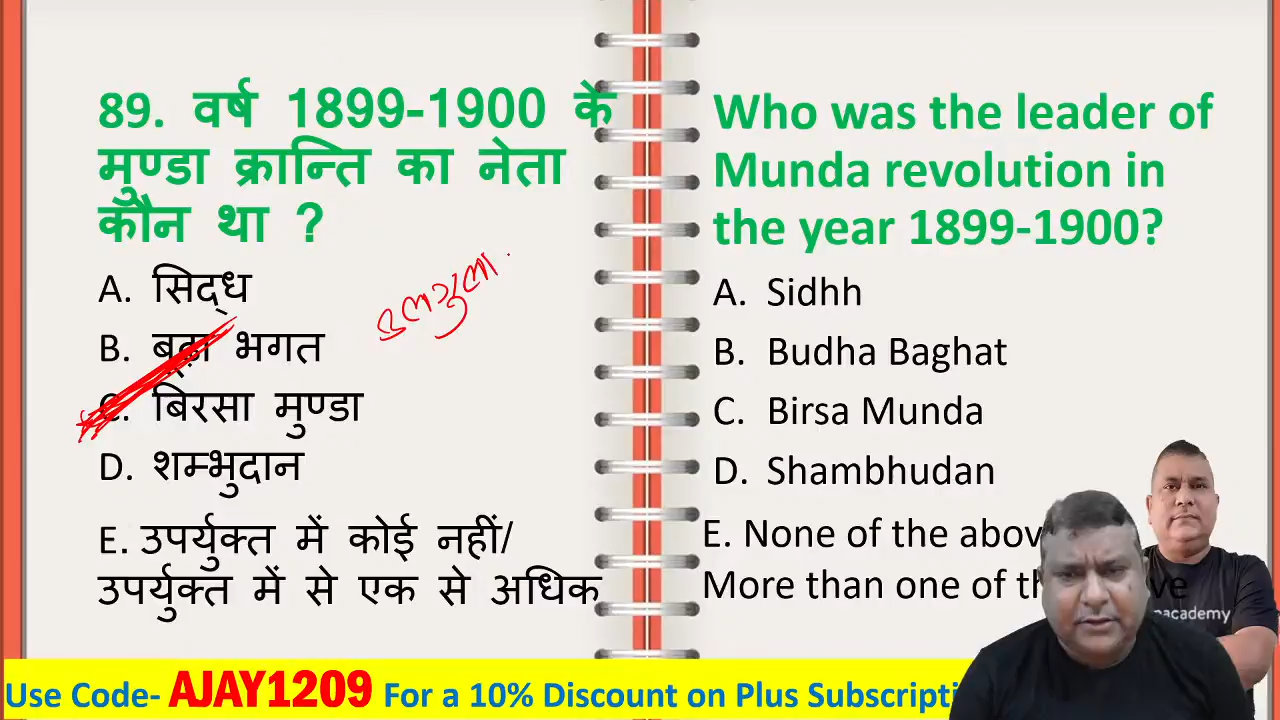 89. वर्ष 1899-1900 के
मुण्डा क्रान्ति का नेता
कौन था ?
A. सिद्ध
B. बूढ़ा भगत
C. बिरसा मुण्डा
D. शम्भुदान
E. उपर्युक्त में कोई नहीं/
उपर्युक्त में से एक से अधिक
Who was the leader of
Munda revolution in
the year 1899-1900?
A. Sidhh
B. Budha Baghat
C. Birsa Munda
D. Shambhudan
E. None of the abov
More than one of th ve
nacademy
Use Code- AJAY1209 For a 10% Discount on Plus Subscripti